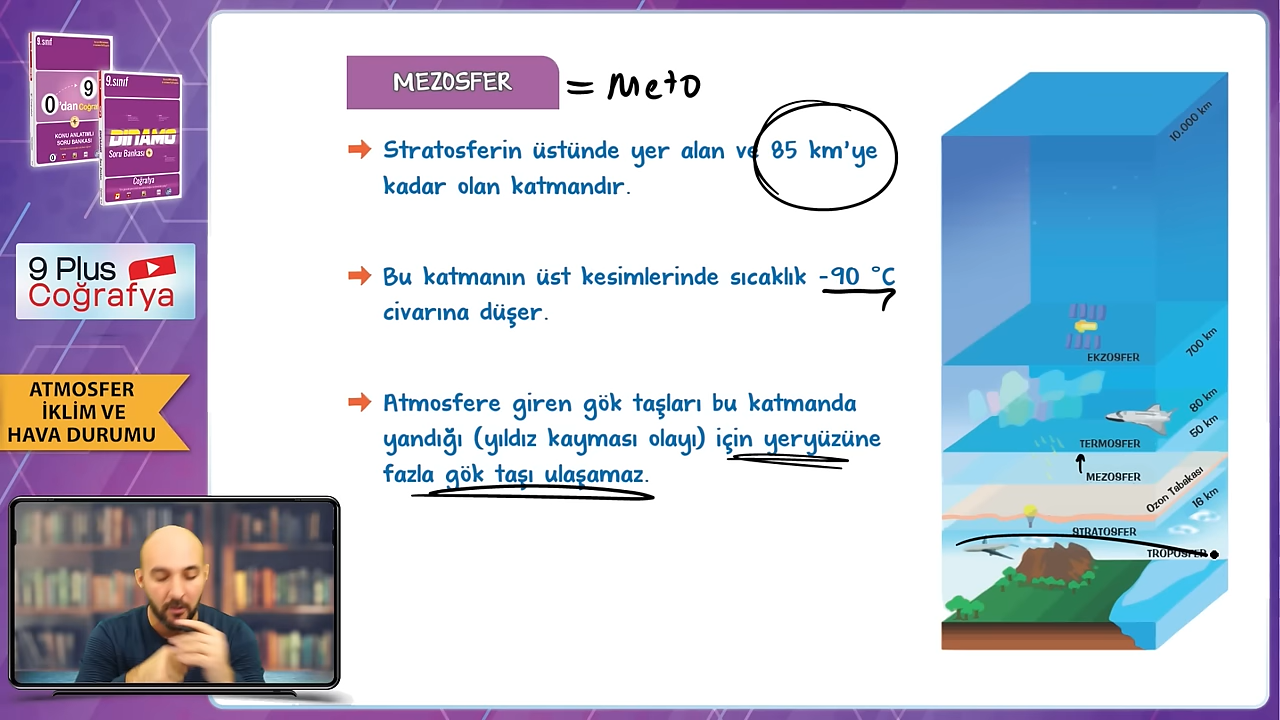 9.sınıf
0'dan 9
Coğra
KONU ANLATIMLI
SORU BANKASI
9.sınıf
DİNAMO
Soru Bankası
Coğrafya
9 Plus
Coğrafya
ATMOSFER
İKLİM VE
HAVA DURUMU
MEZOSFER = Meto
Stratosferin üstünde yer alan ve 85 km'ye
kadar olan katmandır.
Bu katmanın üst kesimlerinde sıcaklık -90 °C
civarına düşer.
Atmosfere giren gök taşları bu katmanda
yandığı (yıldız kayması olayı) için yeryüzüne
fazla gök taşı ulaşamaz.
10.000 km
EKZOSFER
700 km
80 km
TERMOSFER
50 km
MEZOSFER
Ozon Tabakası
16 km
STRATOSFER
TROPOSFER